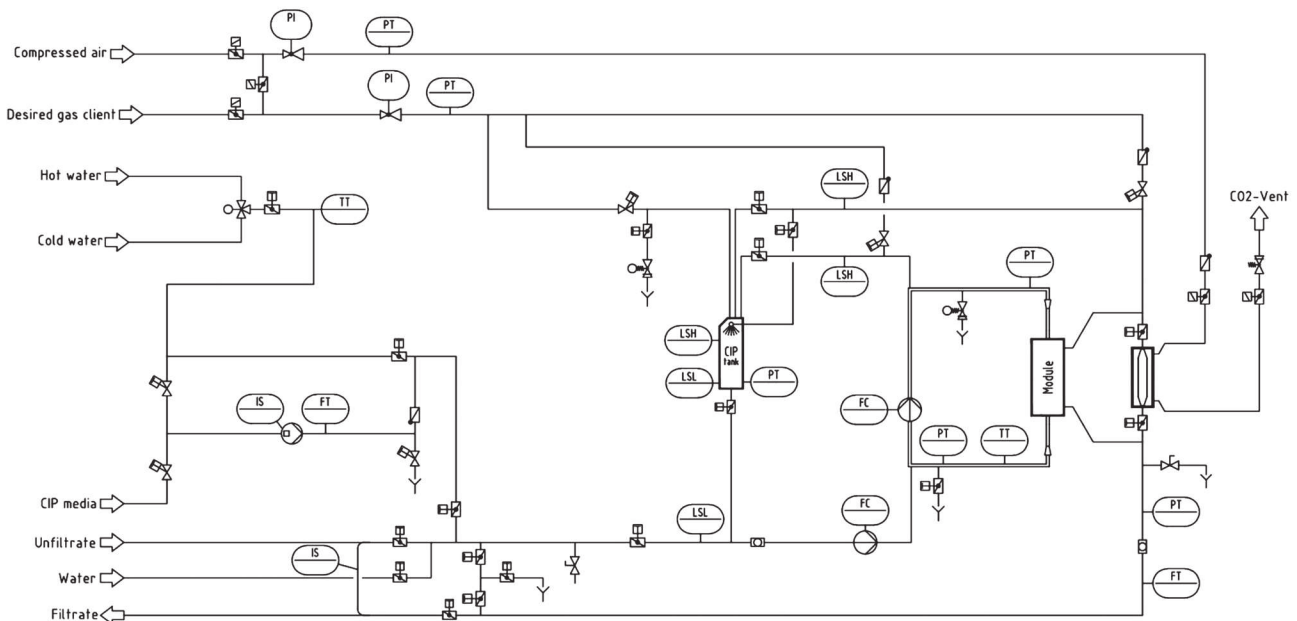 PI
PT
Compressed air
PI
PT
Desired gas client
Hot water
LSH
TT
CO2-Vent
Cold water
LSH
PT
LSH
CIP
tank
LSL
PT
Module
IS
FT
FC
PT
TT
CIP media
LSL
FC
PT
Unfiltrate
IS
Water
FT
Filtrate